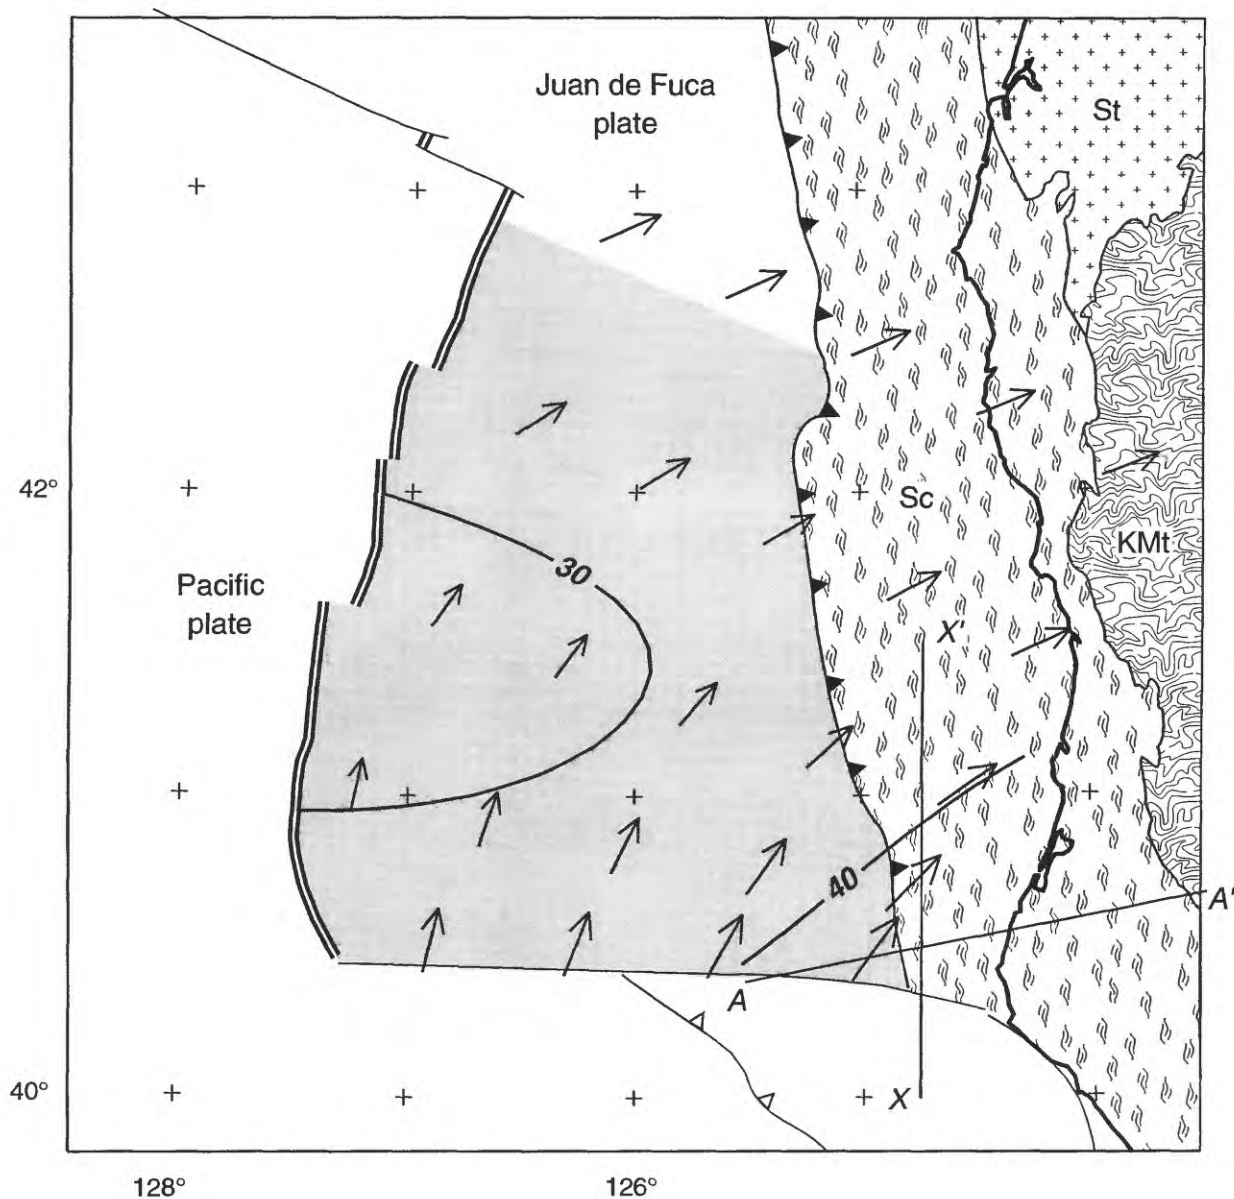 Juan de Fuca
plate
St
42°
Sc
30
KMt
Pacific
plate
X'
40
A'
A
40°
X
128°
126°